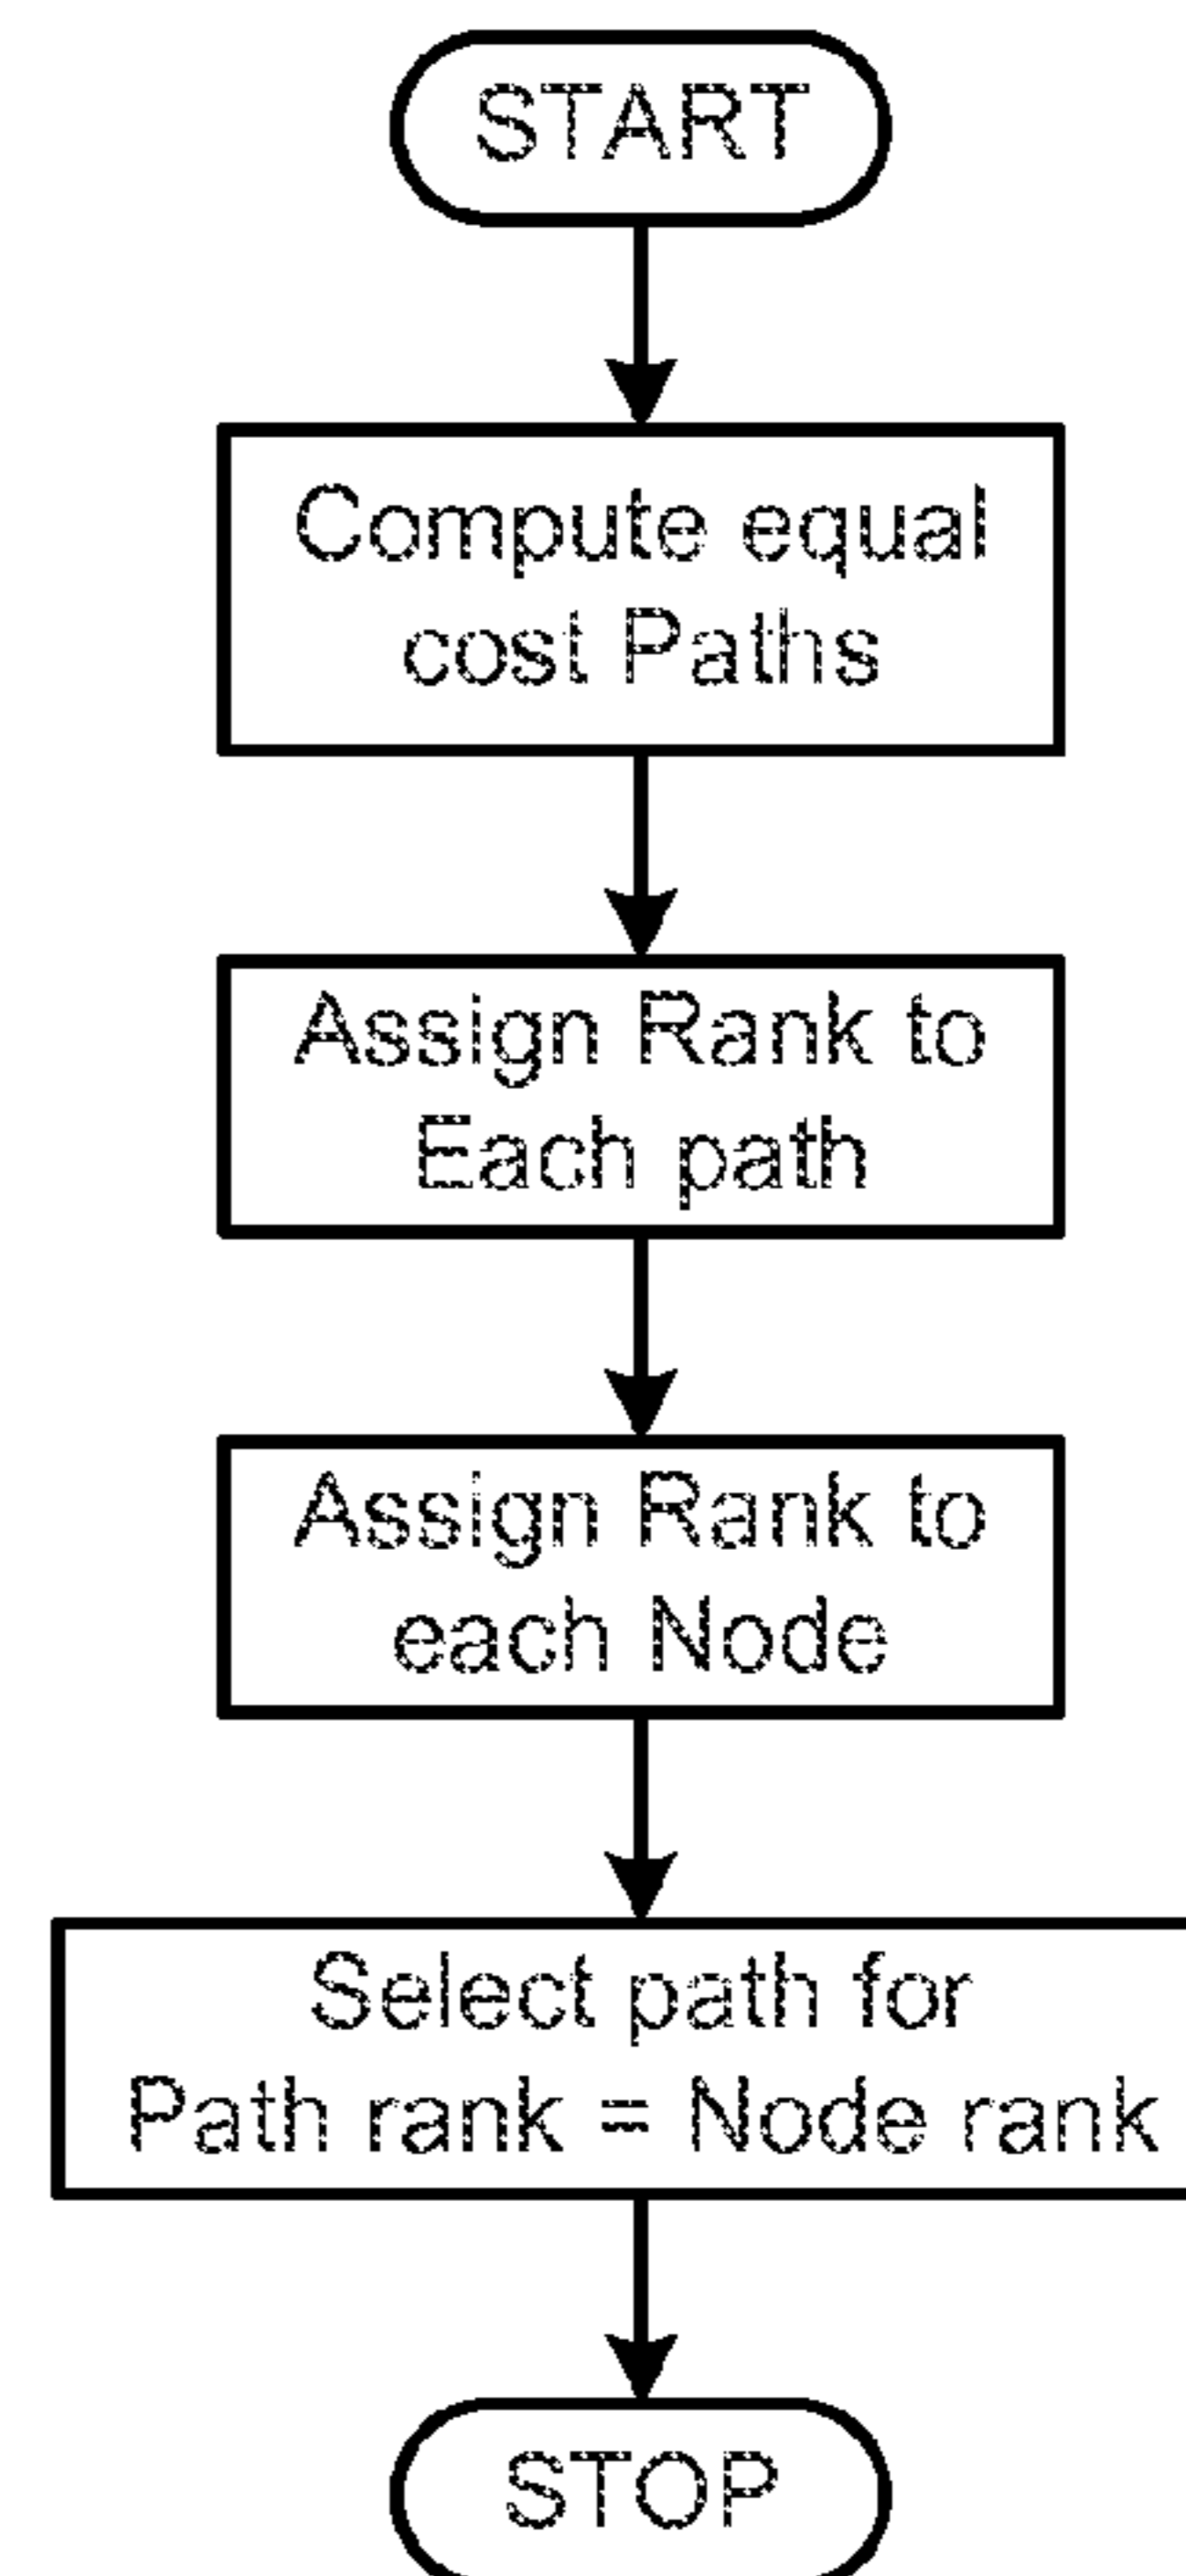 START
Compute equal
cost Paths
Assign Rank to
Each path
Assign Rank to
each Node
Select path for
Path rank = Node rank
STOP